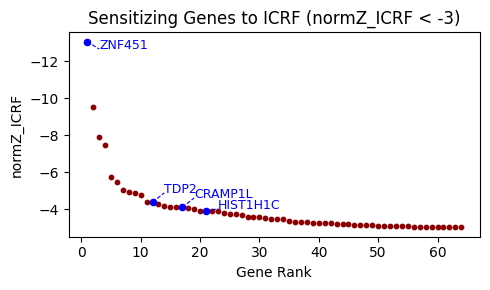 Sensitizing Genes to ICRF (normZ_ICRF < -3)
ZNF451
TDP2
CRAMP1L
HIST1H1C
normZ_ICRF
−12
−10
−8
−6
−4
0
10
20
30
40
50
60
Gene Rank